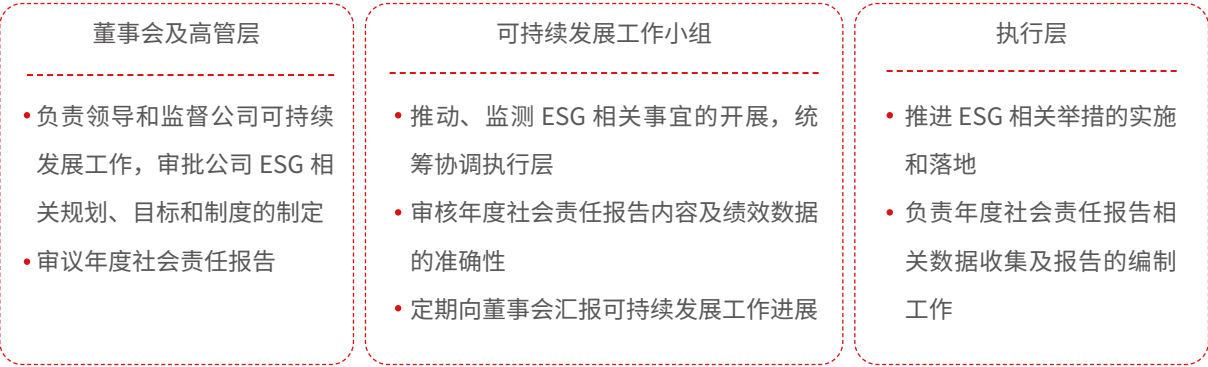 董事会及高管层
• 负责领导和监督公司可持续
发展工作，审批公司 ESG 相
关规划、目标和制度的制定
• 审议年度社会责任报告
可持续发展工作小组
• 推动、监测 ESG 相关事宜的开展，统
筹协调执行层
• 审核年度社会责任报告内容及绩效数据
的准确性
• 定期向董事会汇报可持续发展工作进展
执行层
• 推进 ESG 相关举措的实施
和落地
• 负责年度社会责任报告相
关数据收集及报告的编制
工作